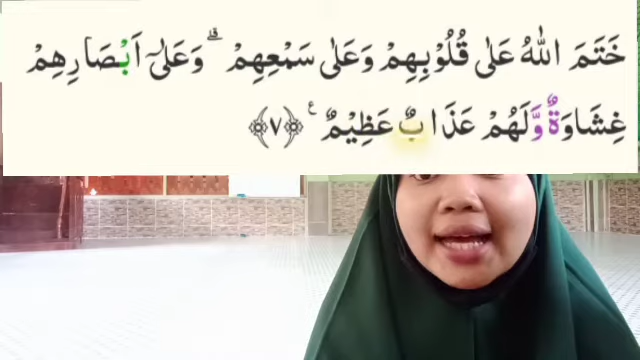 خَتَمَ اللّٰهُ عَلٰى قُلُوْبِهِمْ وَعَلٰى سَمْعِهِمْ ۗ وَعَلٰىٓ اَبْصَارِهِمْ
غِشَاوَةٌ وَّلَهُمْ عَذَابٌ عَظِيْمٌ ࣖ ﴿٧﴾